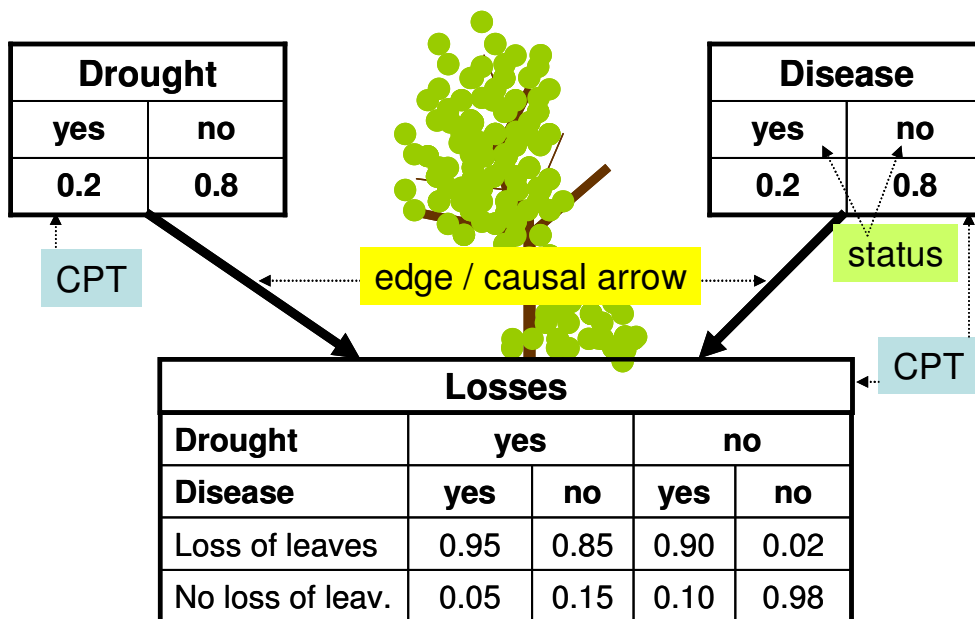 Drought
yes no
0.2 0.8
Disease
yes no
0.2 0.8
CPT
edge / causal arrow
status
CPT
Losses
Drought yes no
Disease yes no yes no
Loss of leaves 0.95 0.85 0.90 0.02
No loss of leav. 0.05 0.15 0.10 0.98